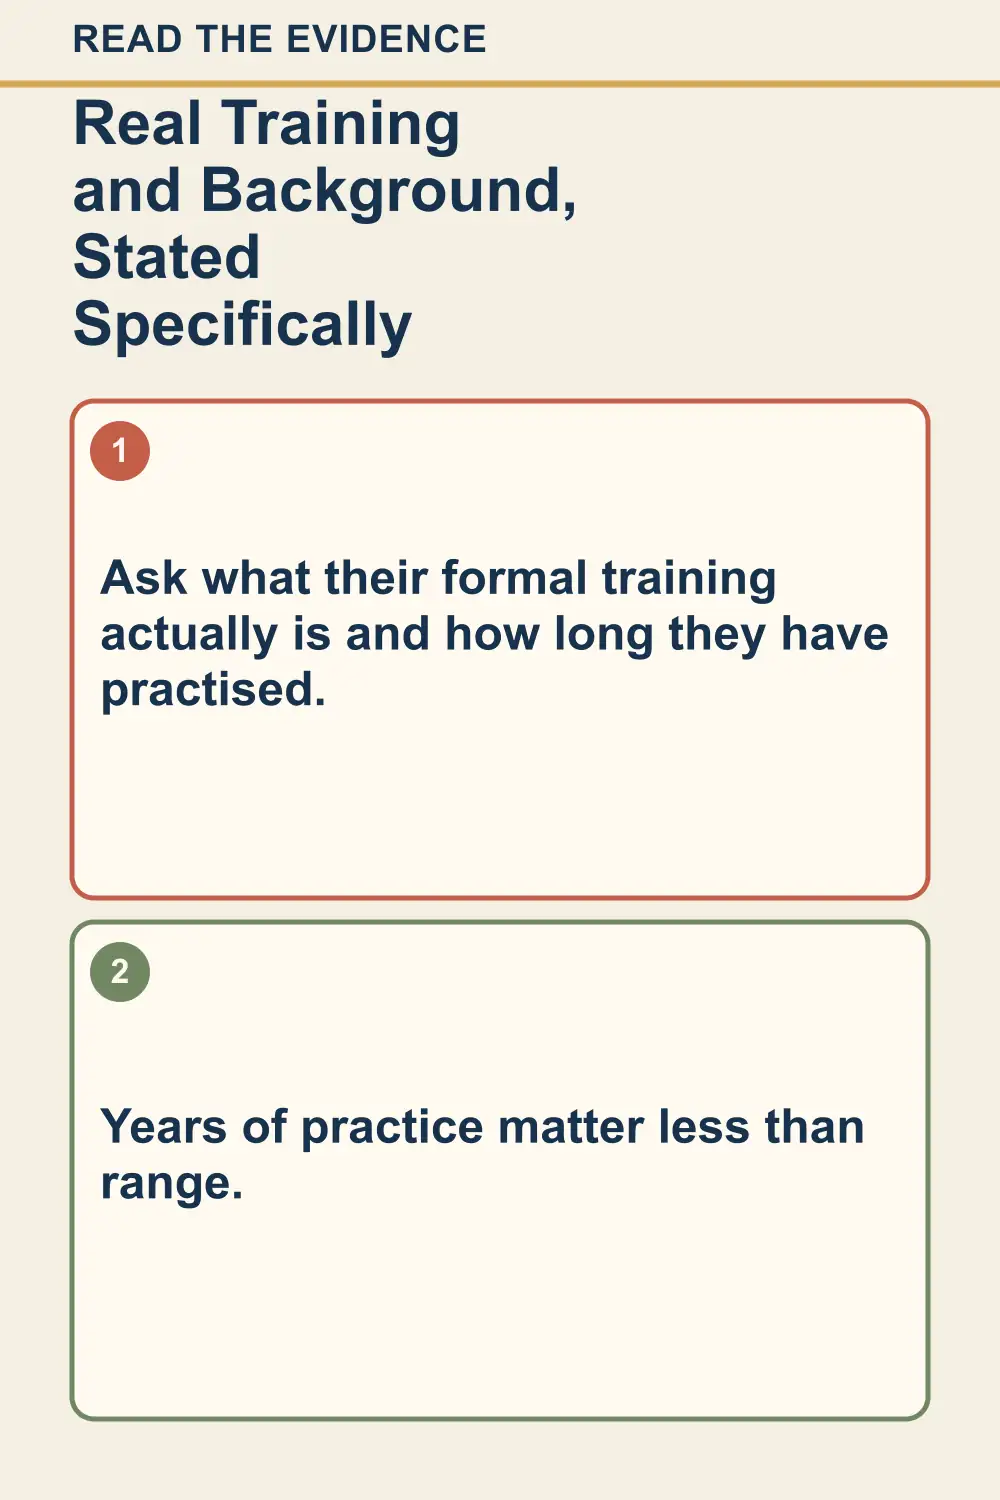 READ THE EVIDENCE
Real Training
and Background,
Stated
Specifically
1
Ask what their formal training
actually is and how long they have
practised.
2
Years of practice matter less than
range.